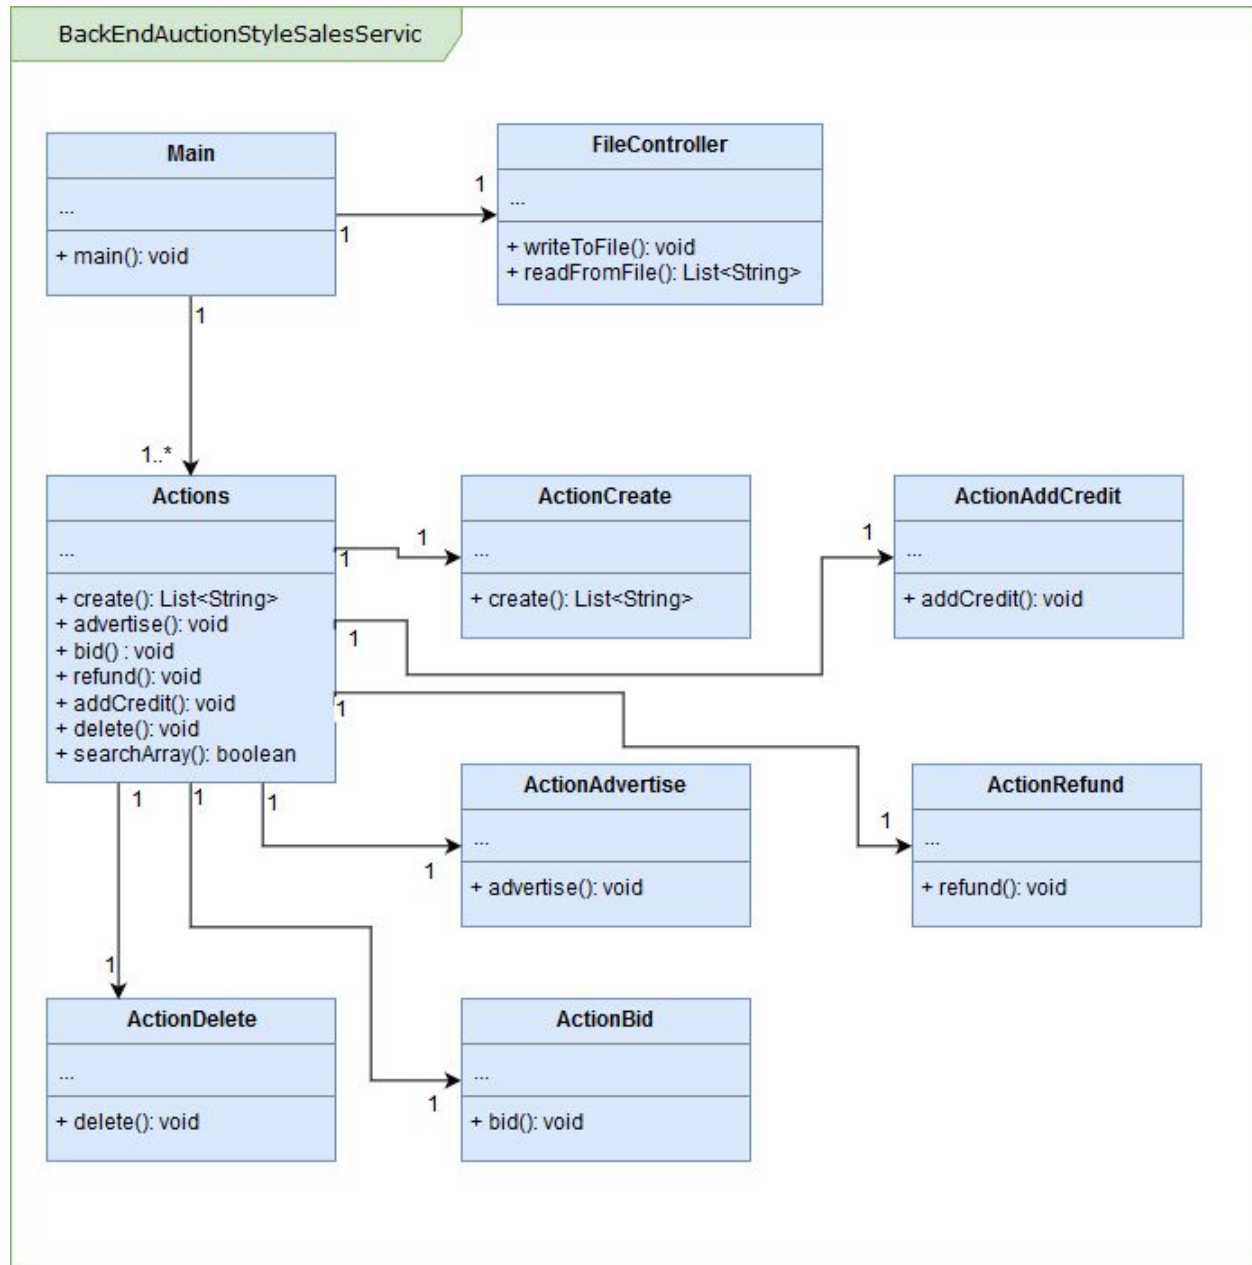 BackEndAuctionStyleSalesServic
Main
...
+ main(): void
1
1
FileController
...
+ writeToFile(): void
+ readFromFile(): List<String>
1
1..*
Actions
...
+ create(): List<String>
+ advertise(): void
+ bid() : void
+ refund(): void
+ addCredit(): void
+ delete(): void
+ searchArray(): boolean
1
1
ActionCreate
...
+ create(): List<String>
1
1
ActionAddCredit
...
+ addCredit(): void
1
1
ActionRefund
...
+ refund(): void
1
1
ActionAdvertise
...
+ advertise(): void
1
1
ActionDelete
...
+ delete(): void
1
1
ActionBid
...
+ bid(): void